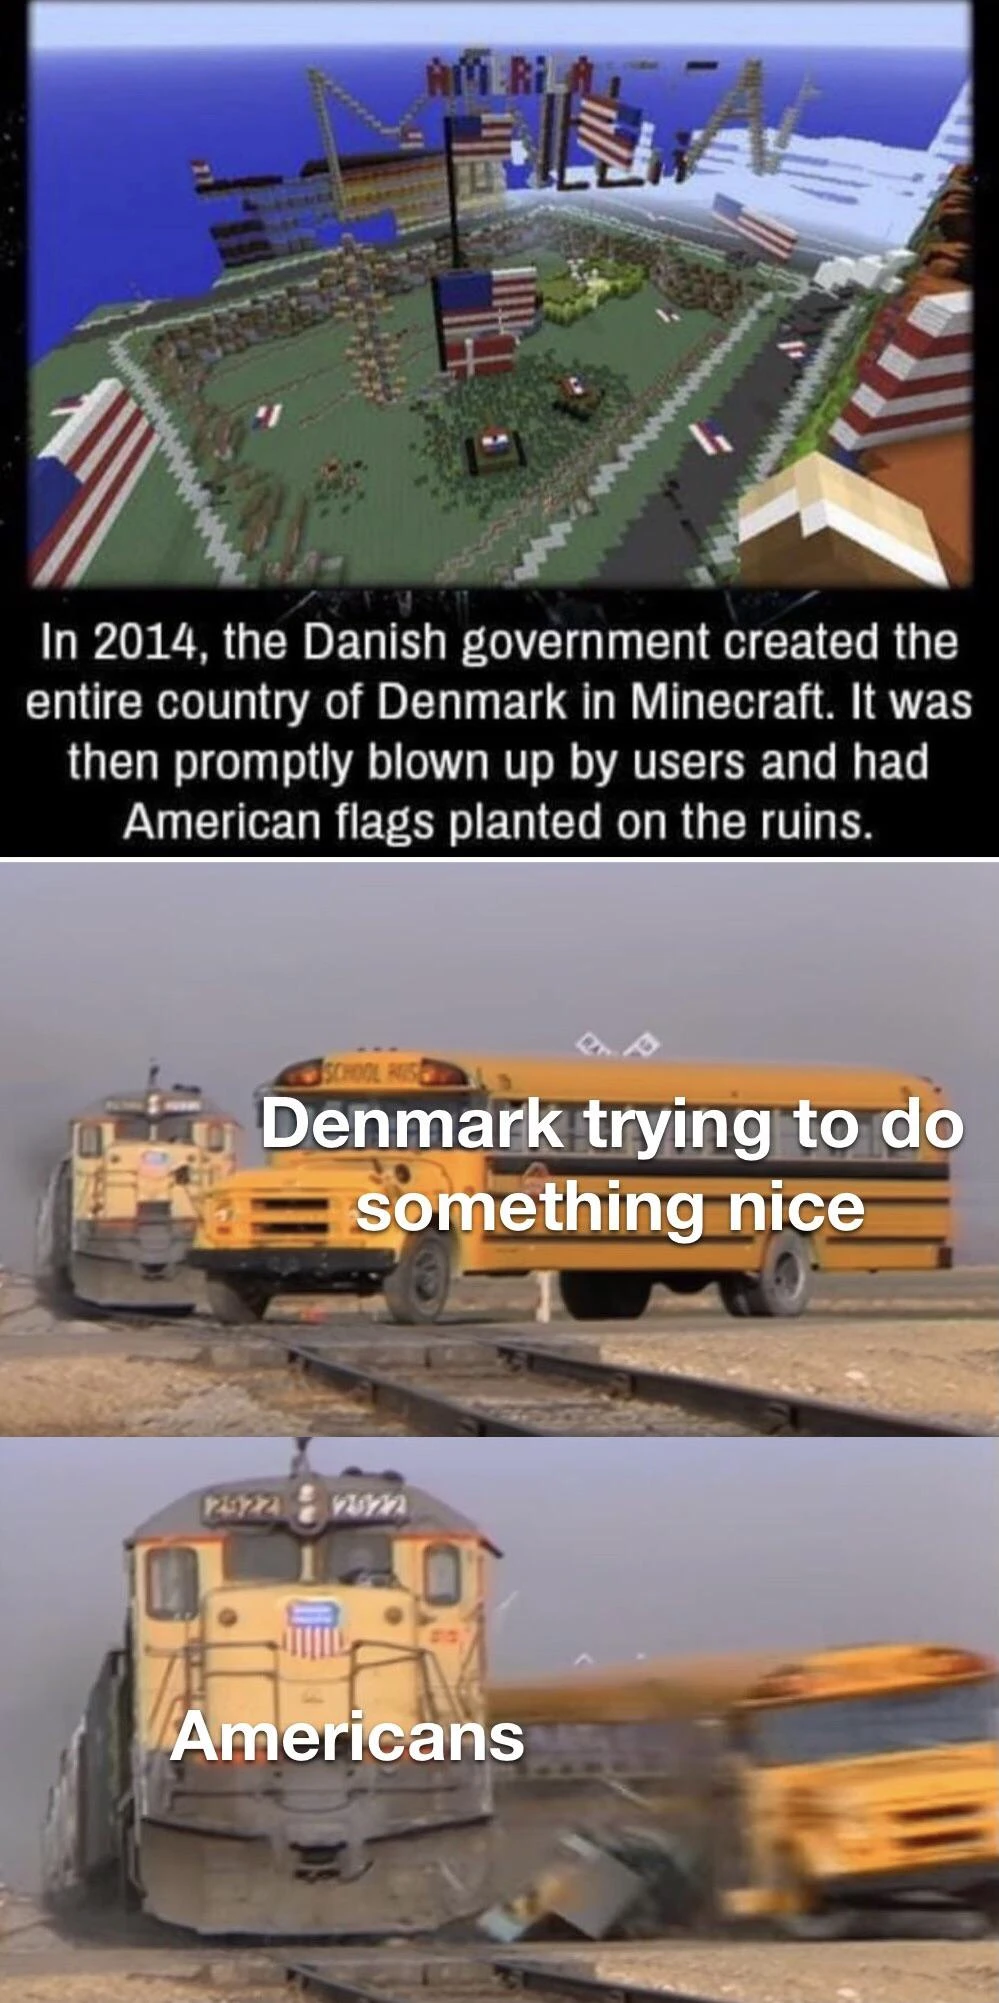 AMERICA
In 2014, the Danish government created the
entire country of Denmark in Minecraft. It was
then promptly blown up by users and had
American flags planted on the ruins.
SCHOOL BUS
Denmark trying to do
something nice
2922 2922
Americans